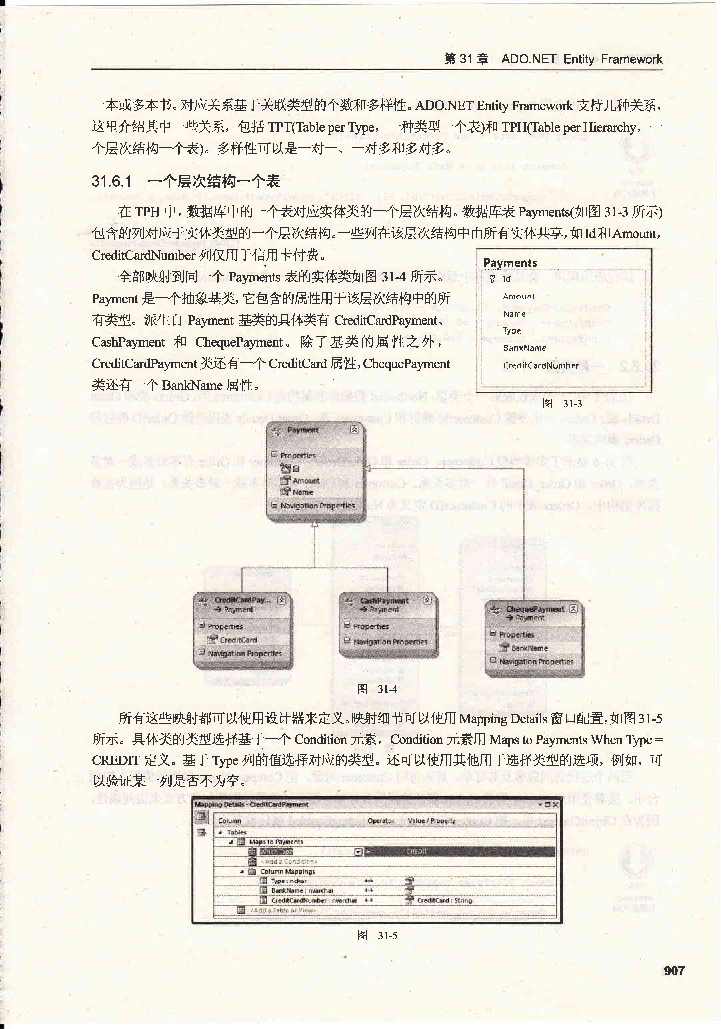 第31章 ADO.NET Entity Framework
一本或多本书。对应关系基于关联类型的个数和多样性。ADO.NET Entity Framework 支持几种关系，
这里介绍其中一些关系，包括 TPT(Table per Type，一种类型一个表)和 TPH(Table per Hierarchy，一
个层次结构一个表)。多样性可以是一对一、一对多和多对多。
31.6.1 一个层次结构一个表
在 TPH 中，数据库中的一个表对应实体类的一个层次结构。数据库表 Payments(如图 31-3 所示)
包含的列对应于实体类型的一个层次结构。一些列在该层次结构中由所有实体共享，如 Id 和 Amount，
CreditCardNumber 列仅用于信用卡付费。
全部映射到同一个 Payments 表的实体类如图 31-4 所示。
Payment 是一个抽象基类，它包含的属性用于该层次结构中的所
有类型。派生自 Payment 基类的具体类有 CreditCardPayment、
CashPayment 和 ChequePayment。除了基类的属性之外，
CreditCardPayment 类还有一个 CreditCard 属性，ChequePayment
类还有一个 BankName 属性。
Payments
Id
Amount
Name
Type
BankName
CreditCardNumber
图 31-3
Payment
Properties
Id
Amount
Name
Navigation Properties
CreditCardPay...
Payment
Properties
CreditCard
Navigation Properties
CashPayment
Payment
Properties
Navigation Properties
ChequePayment
Payment
Properties
BankName
Navigation Properties
图 31-4
所有这些映射都可以使用设计器来定义。映射细节可以使用 Mapping Details 窗口配置，如图 31-5
所示。具体类的类型选择基于一个 Condition 元素，Condition 元素用 Maps to Payments When Type =
CREDIT 定义。基于 Type 列的值选择对应的类型。还可以使用其他用于选择类型的选项，例如，可
以验证某一列是否不为空。
Mapping Details - CreditCardPayment
Column Operator Value / Property
Tables
Maps to Payments
When Type = CREDIT
<Add a Condition>
Column Mappings
Type : nchar
BankName : nvarchar
CreditCardNumber : nvarchar CreditCard : String
<Add a Table or View>
图 31-5
907